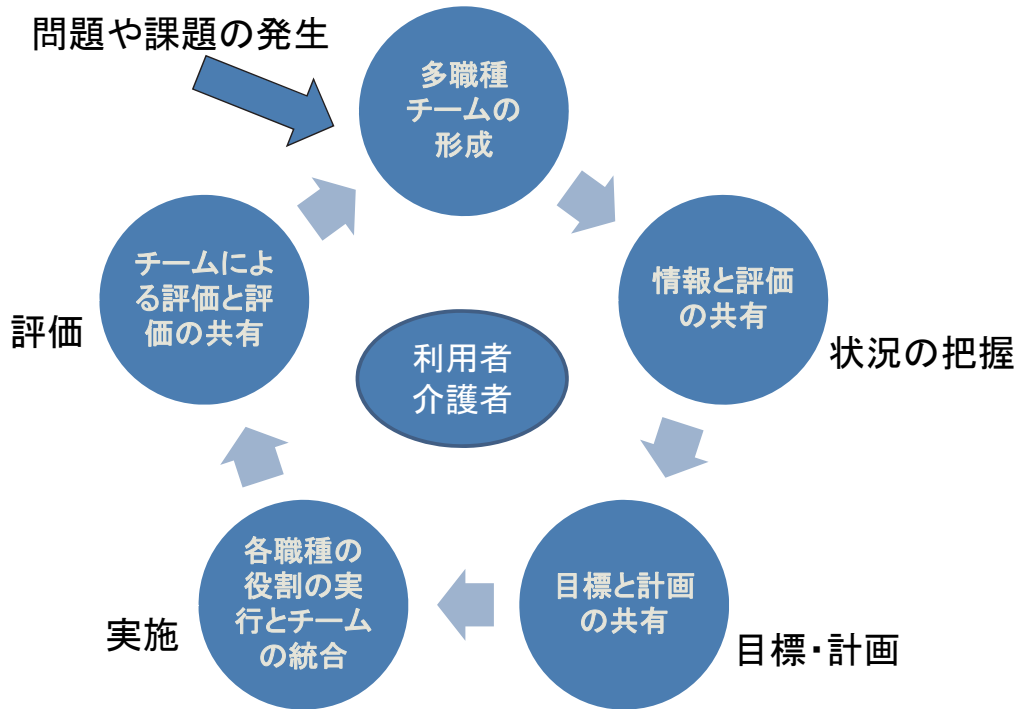 問題や課題の発生
多職種
チームの
形成
情報と評価
の共有
状況の把握
目標と計画
の共有
目標・計画
各職種の
役割の実
行とチーム
の統合
実施
チームによ
る評価と評
価の共有
評価
利用者
介護者